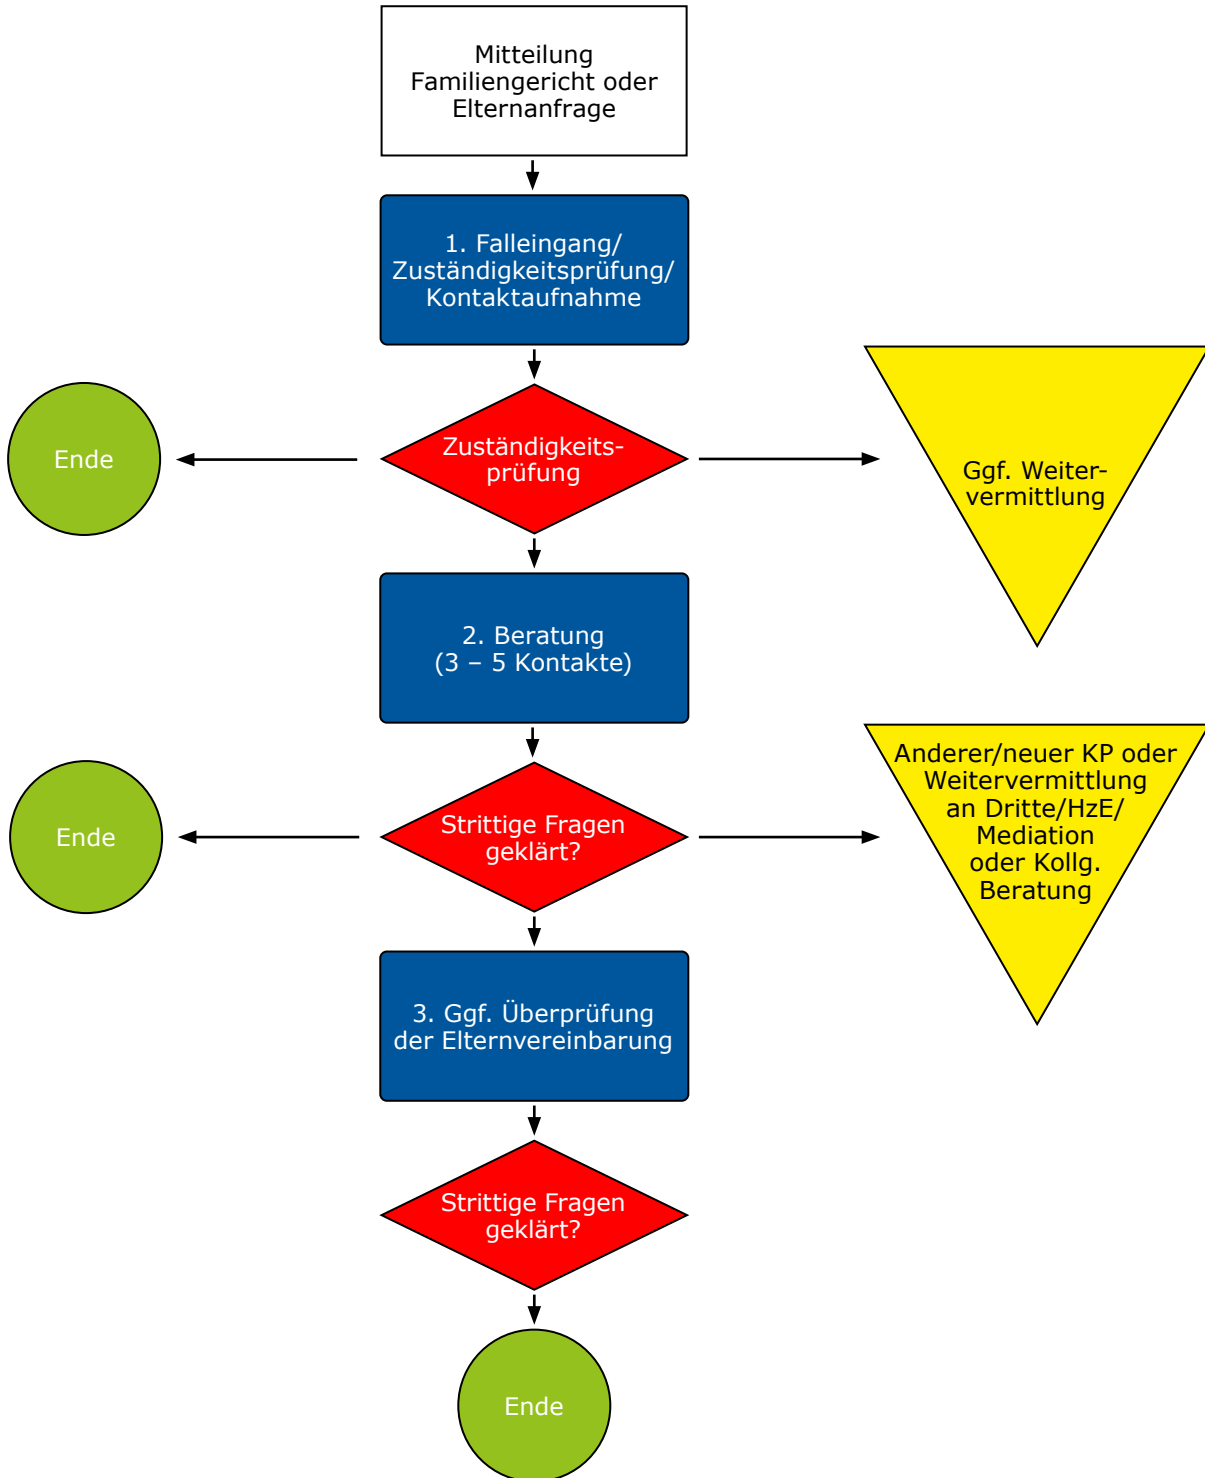 Mitteilung
Familiengericht oder
Elternanfrage
1. Falleingang/
Zuständigkeitsprüfung/
Kontaktaufnahme
Ende
Zuständigkeits-
prüfung
Ggf. Weiter-
vermittlung
2. Beratung
(3 – 5 Kontakte)
Ende
Strittige Fragen
geklärt?
Anderer/neuer KP oder
Weitervermittlung
an Dritte/HzE/
Mediation
oder Kollg.
Beratung
3. Ggf. Überprüfung
der Elternvereinbarung
Strittige Fragen
geklärt?
Ende